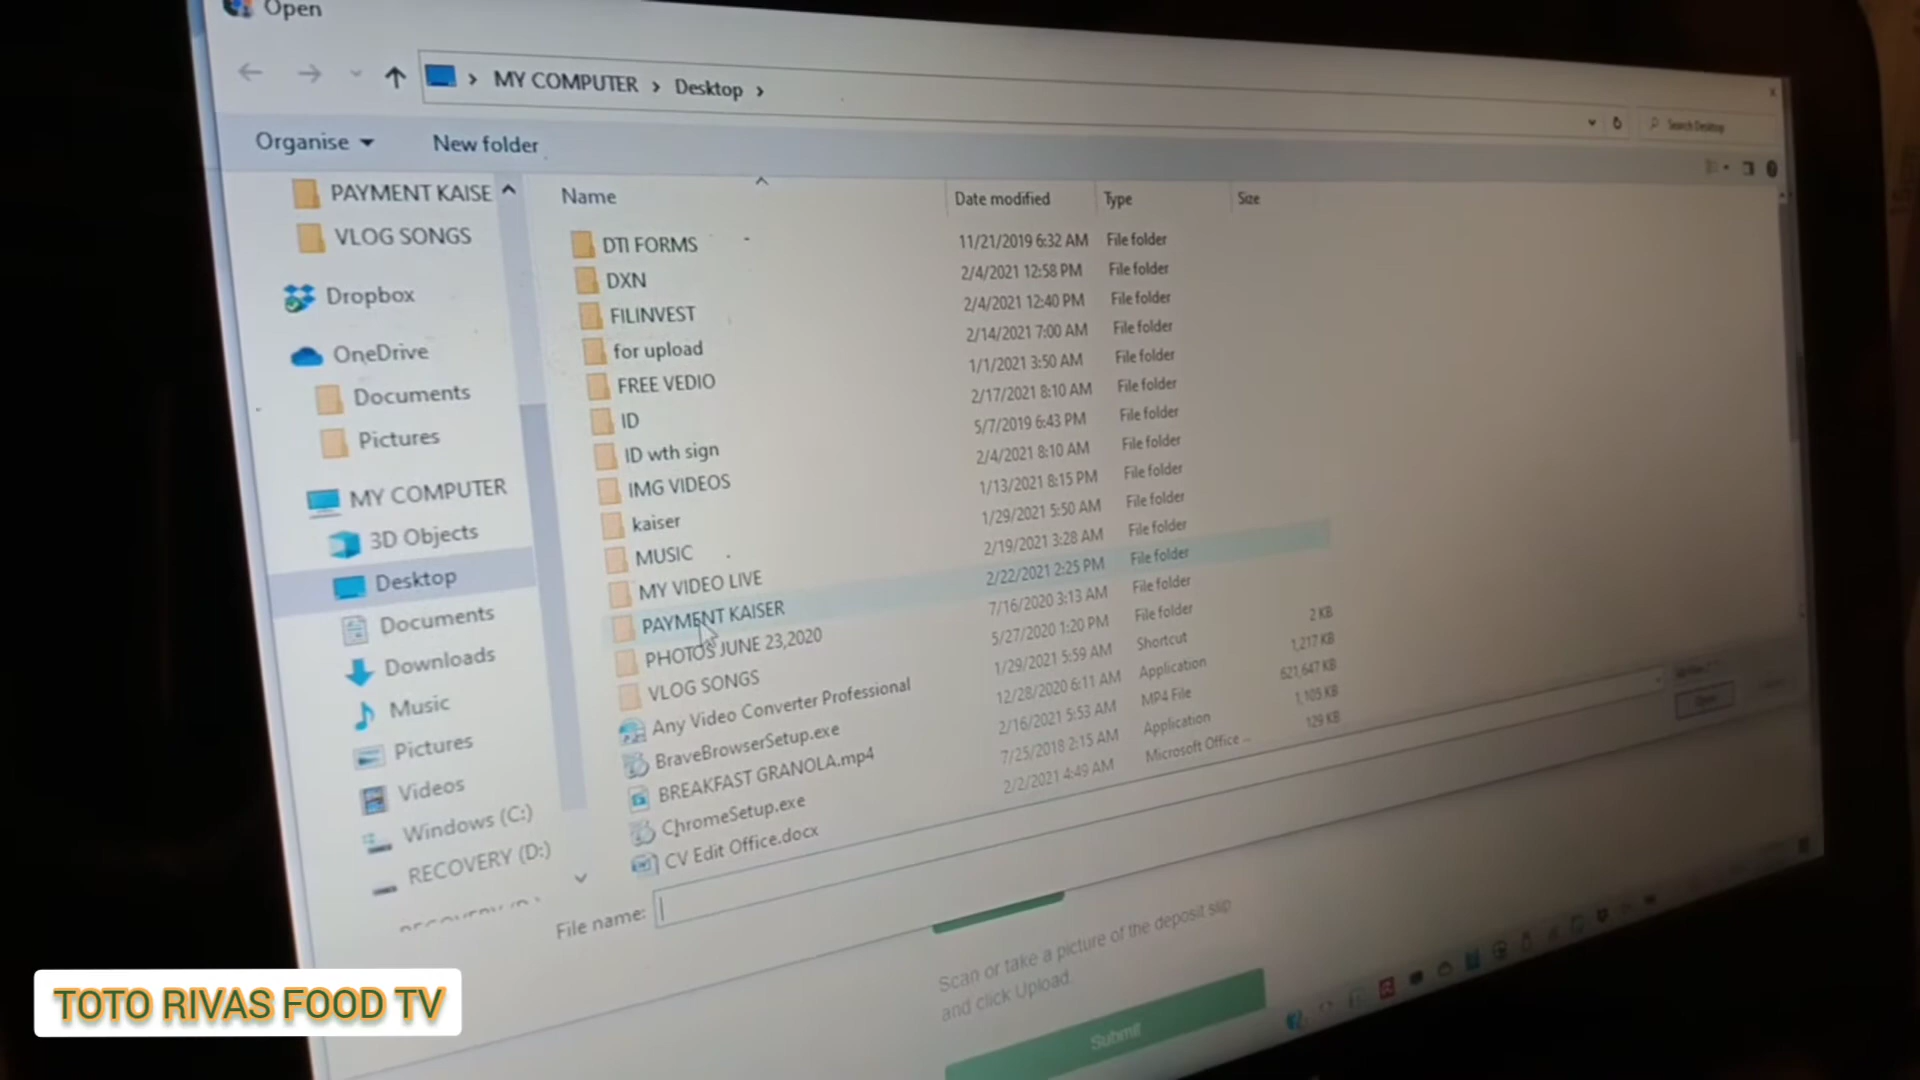 Open
MY COMPUTER > Desktop >
Search Desktop
Organise
New folder
PAYMENT KAISE
VLOG SONGS
Dropbox
OneDrive
Documents
Pictures
MY COMPUTER
3D Objects
Desktop
Documents
Downloads
Music
Pictures
Videos
Windows (C:)
RECOVERY (D:)
Name Date modified Type Size
DTI FORMS 11/21/2019 6:32 AM File folder
DXN 2/4/2021 12:58 PM File folder
FILINVEST 2/4/2021 12:40 PM File folder
for upload 2/14/2021 7:00 AM File folder
FREE VEDIO 1/1/2021 3:50 AM File folder
ID 2/17/2021 8:10 AM File folder
ID wth sign 5/7/2019 6:43 PM File folder
IMG VIDEOS 2/4/2021 8:10 AM File folder
kaiser 1/13/2021 8:15 PM File folder
MUSIC 1/29/2021 5:50 AM File folder
MY VIDEO LIVE 2/19/2021 3:28 AM File folder
PAYMENT KAISER 2/22/2021 2:25 PM File folder
PHOTOS JUNE 23,2020 7/16/2020 3:13 AM File folder
VLOG SONGS 5/27/2020 1:20 PM File folder
Any Video Converter Professional 1/29/2021 5:59 AM Shortcut 2 KB
BraveBrowserSetup.exe 12/28/2020 6:11 AM Application 1,217 KB
BREAKFAST GRANOLA.mp4 2/16/2021 5:53 AM MP4 File 621,647 KB
ChromeSetup.exe 7/25/2018 2:15 AM Application 1,105 KB
CV Edit Office.docx 2/2/2021 4:49 AM Microsoft Office ... 129 KB
File name:
Scan or take a picture of the deposit slip
and click Upload.
Submit
TOTO RIVAS FOOD TV